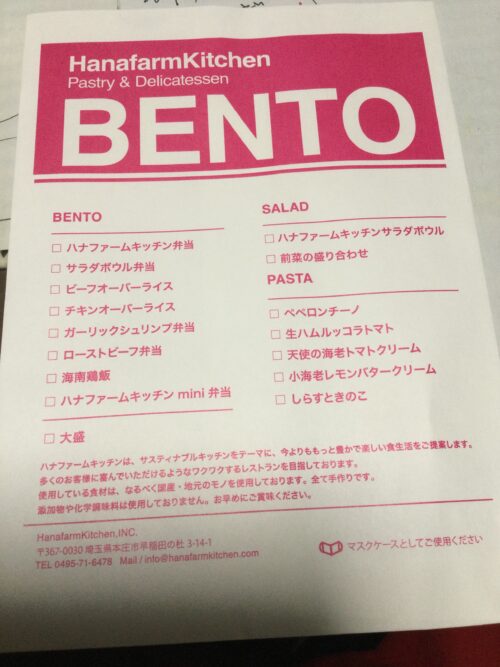 HanafarmKitchen
Pastry & Delicatessen
BENTO
BENTO
□ ハナファームキッチン弁当
□ サラダボウル弁当
□ ビーフオーバーライス
□ チキンオーバーライス
□ ガーリックシュリンプ弁当
□ ローストビーフ弁当
□ 海南鶏飯
□ ハナファームキッチン mini 弁当
□ 大盛
SALAD
□ ハナファームキッチンサラダボウル
□ 前菜の盛り合わせ
PASTA
□ ペペロンチーノ
□ 生ハムルッコラトマト
□ 天使の海老トマトクリーム
□ 小海老レモンバタークリーム
□ しらすときのこ
ハナファームキッチンは、サスティナブルキッチンをテーマに、今よりももっと豊かで楽しい食生活をご提案します。
多くのお客様に喜んでいただけるようなワクワクするレストランを目指しております。
使用している食材は、なるべく国産・地元のモノを使用しております。全て手作りです。
添加物や化学調味料は使用しておりません。お早めにご賞味ください。
HanafarmKitchen,INC.
〒367-0030 埼玉県本庄市早稲田の杜 3-14-1
TEL 0495-71-6478 Mail / info@hanafarmkitchen.com
マスクケースとしてご使用ください